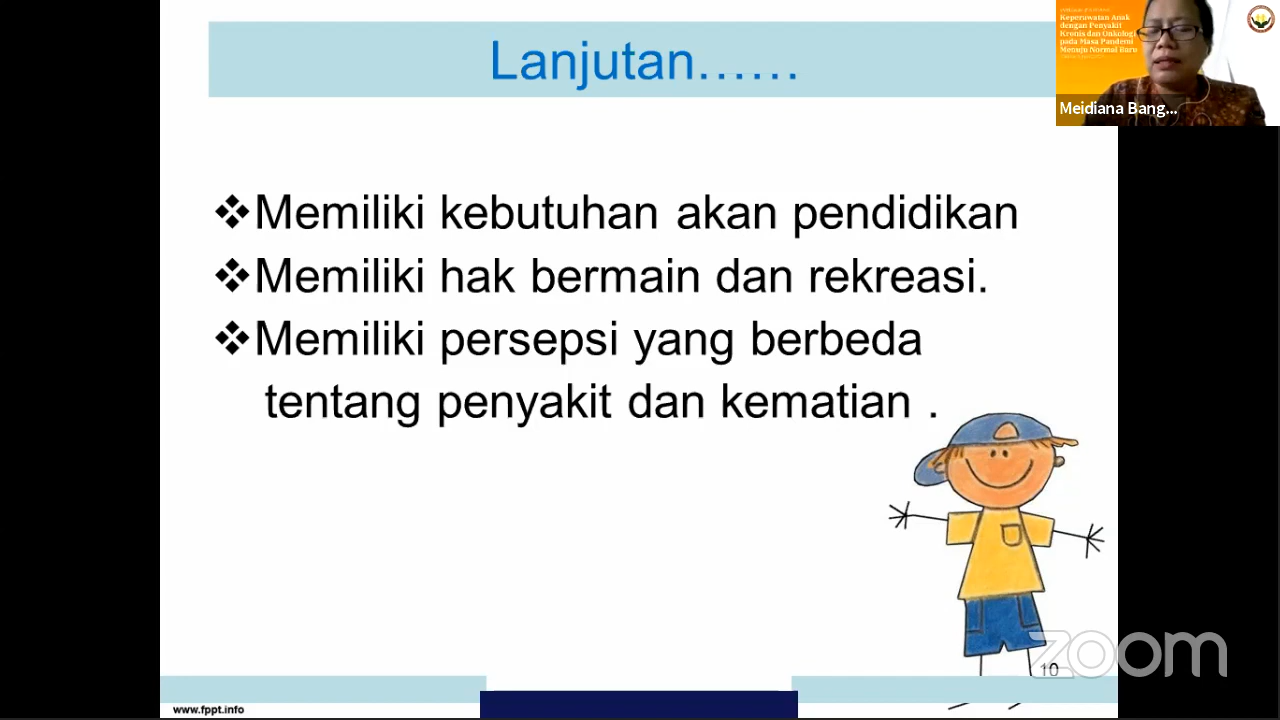 Lanjutan......
Keperawatan Anak
dengan Penyakit
Kronis dan Onkologi
pada Masa Pandemi
Menuju Normal Baru
Meidiana Bang...
❖Memiliki kebutuhan akan pendidikan
❖Memiliki hak bermain dan rekreasi.
❖Memiliki persepsi yang berbeda
tentang penyakit dan kematian .
zoom
10
www.fppt.info